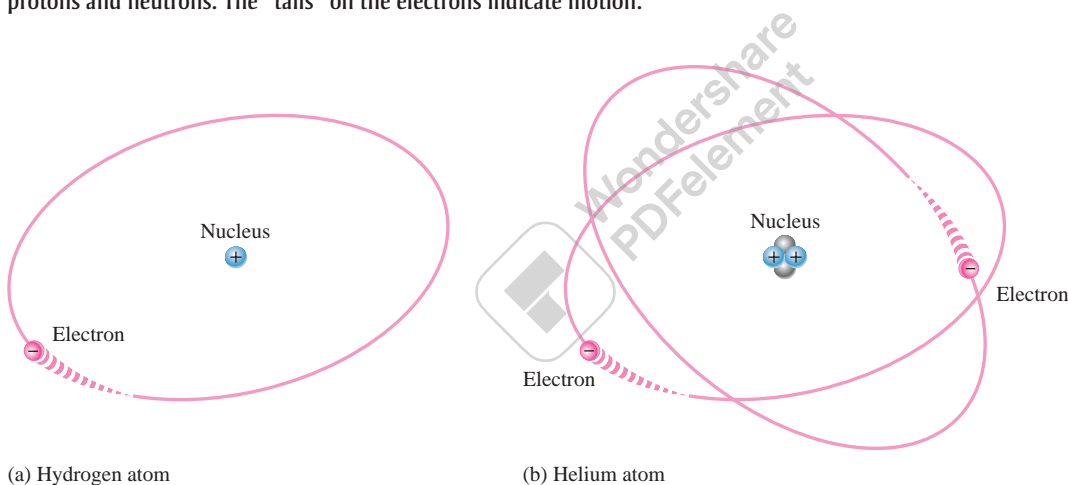 protons and neutrons. The “tails” on the electrons indicate motion.
Wondershare
PDFelement
Nucleus
+
Electron
−
(a) Hydrogen atom
Nucleus
+ +
−
Electron
−
Electron
(b) Helium atom